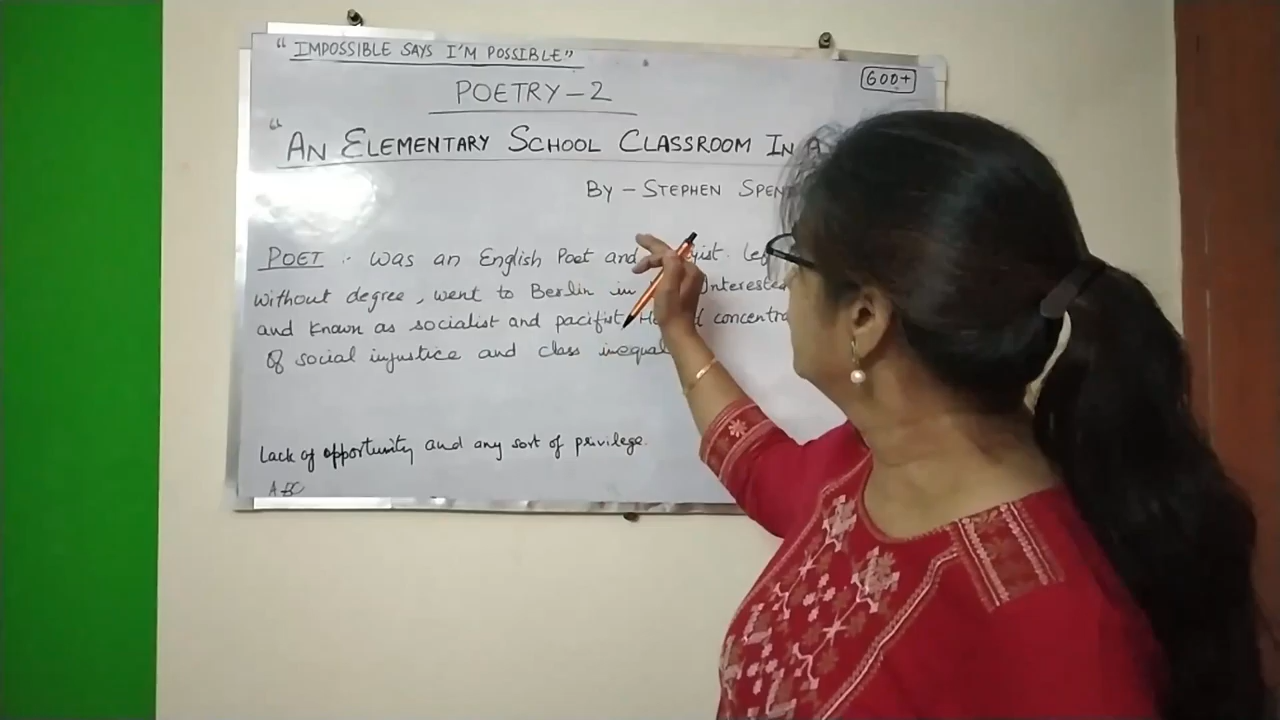 " IMPOSSIBLE SAYS I'M POSSIBLE"
600+
POETRY-2
" AN ELEMENTARY SCHOOL CLASSROOM IN A
BY - STEPHEN SPEN
POET :- was an English Poet and
without degree, went to Berlin in
and known as socialist and pacifist,
of social injustice and class inequal
Lack of opportunity and any sort of privilege.
ABC